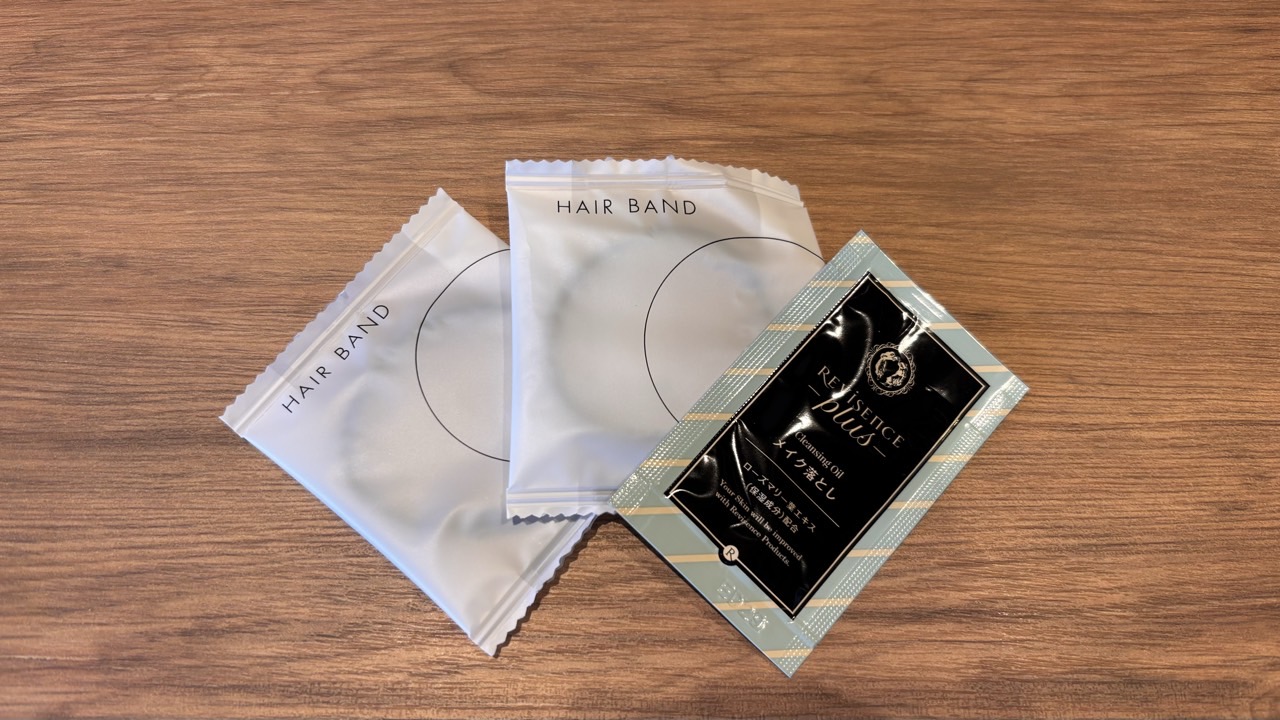 HAIR BAND
HAIR BAND
REVISENCE
plus
Cleansing Oil
メイク落とし
ローズマリー葉エキス
(保湿成分)配合
Your Skin will be improved
with Revisence Products.
R